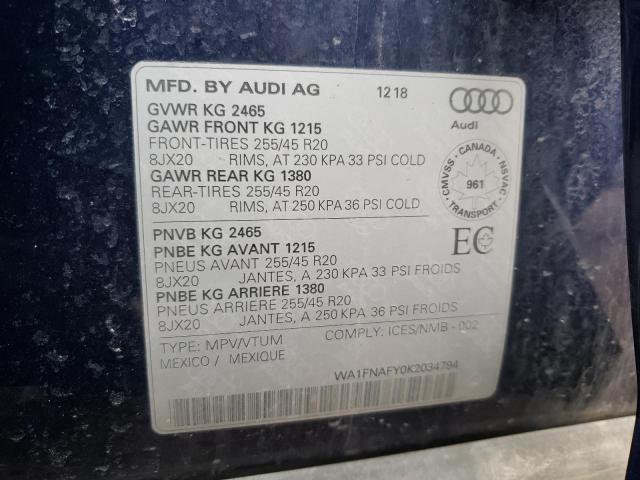 MFD. BY AUDI AG 12 18
Audi
GVWR KG 2465
GAWR FRONT KG 1215
FRONT-TIRES 255/45 R20
8JX20 RIMS, AT 230 KPA 33 PSI COLD
GAWR REAR KG 1380
REAR-TIRES 255/45 R20
8JX20 RIMS, AT 250 KPA 36 PSI COLD
CMVSS - CANADA - NSVAC
961
TRANSPORT
PNVB KG 2465
PNBE KG AVANT 1215
PNEUS AVANT 255/45 R20
8JX20 JANTES, A 230 KPA 33 PSI FROIDS
PNBE KG ARRIERE 1380
PNEUS ARRIERE 255/45 R20
8JX20 JANTES, A 250 KPA 36 PSI FROIDS
EC
TYPE: MPV/VTUM COMPLY: ICES/NMB - 002
MEXICO / MEXIQUE
WA1FNAFY0K2034794